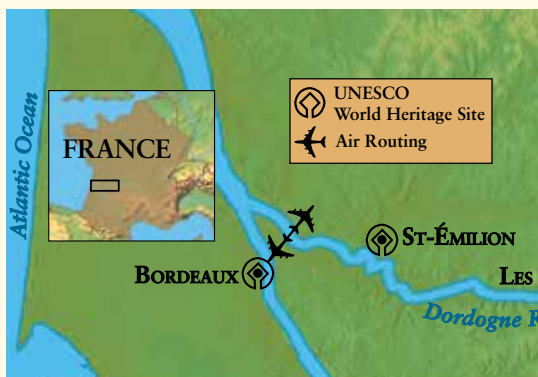 Atlantic Ocean
FRANCE
UNESCO
World Heritage Site
Air Routing
ST-ÉMILION
BORDEAUX
LES
Dordogne